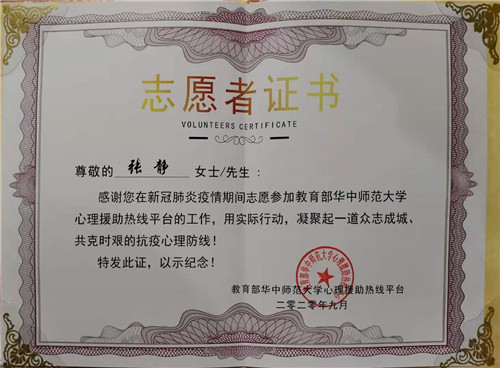 志愿者证书
VOLUNTEERS CERTIFICATE
尊敬的 张静 女士/先生：
感谢您在新冠肺炎疫情期间志愿参加教育部华中师范大学
心理援助热线平台的工作，用实际行动，凝聚起一道众志成城、
共克时艰的抗疫心理防线！
特发此证，以示纪念！
教育部华中师范大学心理援助热线平台
二零二零年九月